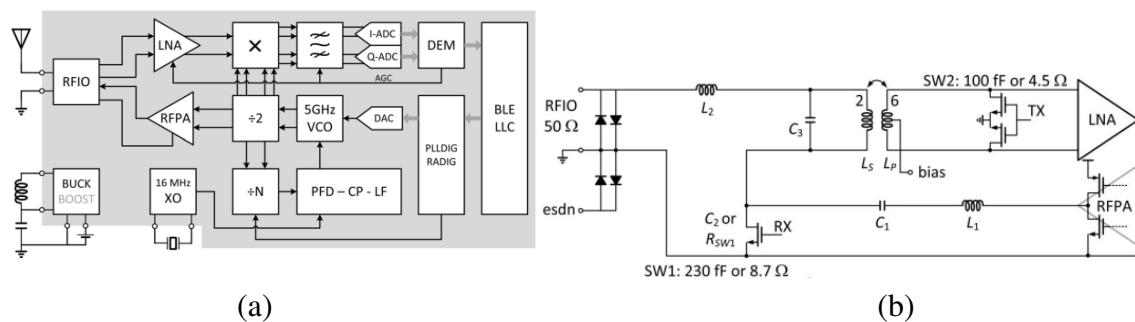 RFIO
LNA
×
I-ADC
Q-ADC
DEM
AGC
RFPA
÷2
5GHz
VCO
DAC
PLLDIG
RADIG
BLE
LLC
BUCK
BOOST
16 MHz
XO
÷N
PFD – CP - LF
(a)
RFIO
50 Ω
esdn
L2
C3
2
6
LS
LP
bias
SW2: 100 fF or 4.5 Ω
TX
LNA
C2 or
RSW1
RX
C1
L1
RFPA
SW1: 230 fF or 8.7 Ω
(b)